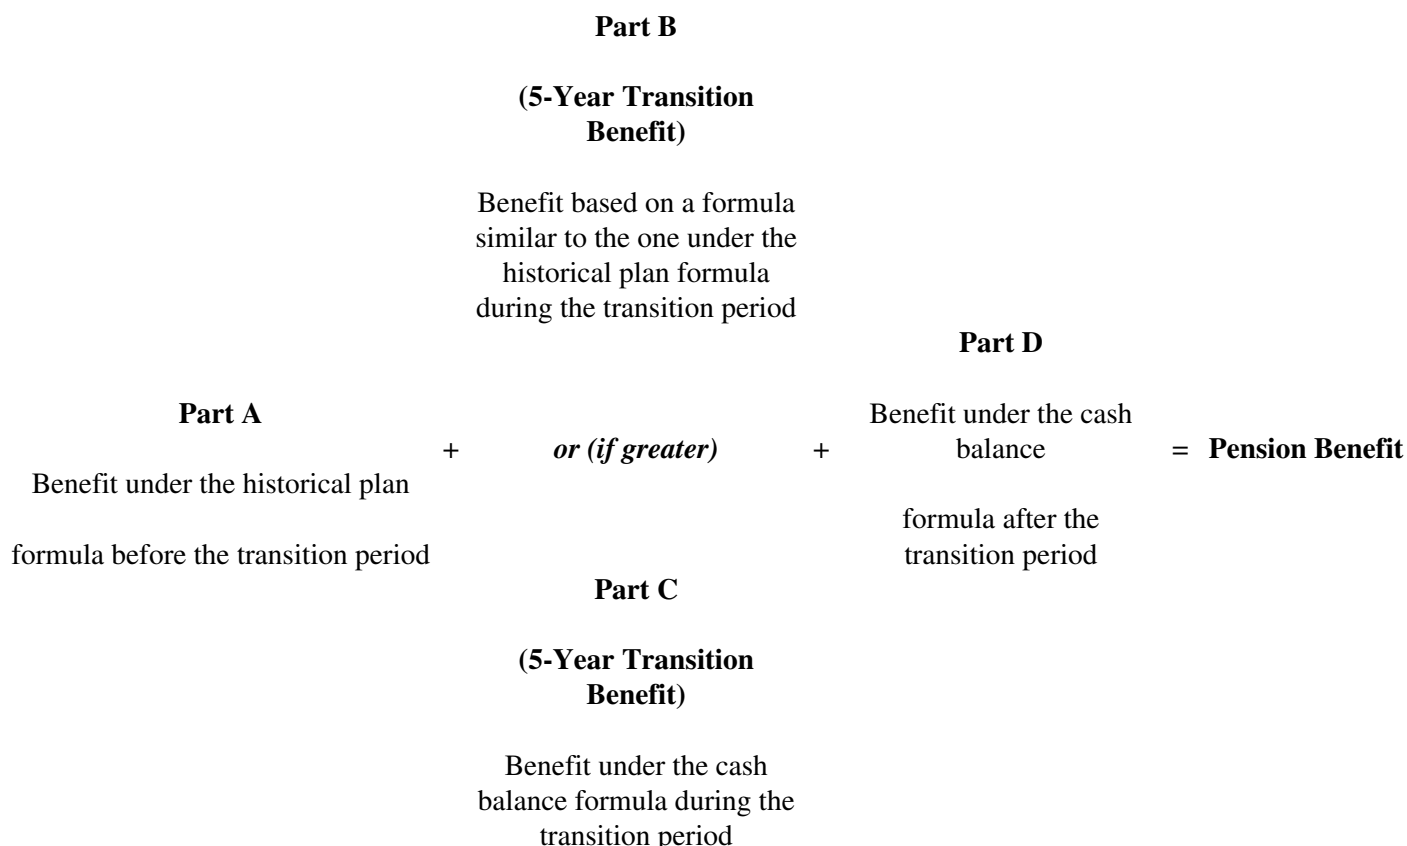 Part B
(5-Year Transition
Benefit)
Benefit based on a formula
similar to the one under the
historical plan formula
during the transition period
Part A
Benefit under the historical plan
formula before the transition period
+
or (if greater)
+
Part D
Benefit under the cash
balance
formula after the
transition period
= Pension Benefit
Part C
(5-Year Transition
Benefit)
Benefit under the cash
balance formula during the
transition period